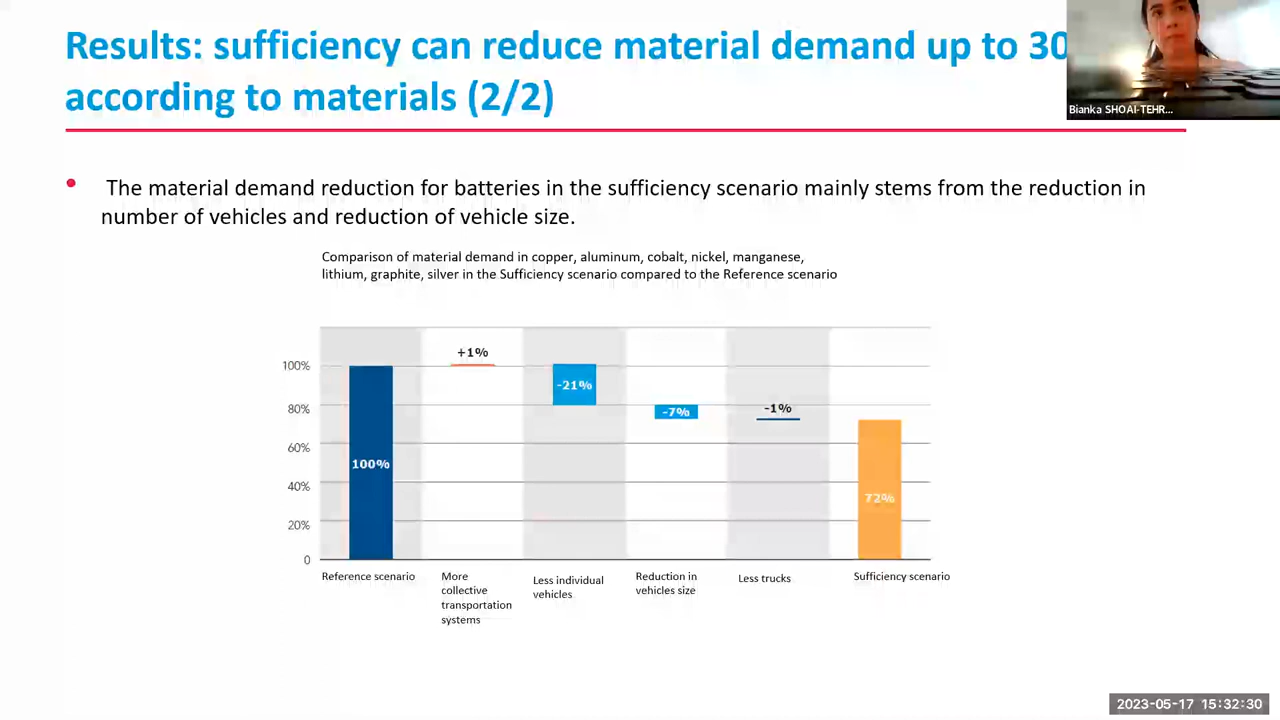 Results: sufficiency can reduce material demand up to 30
according to materials (2/2)
Bianka SHOAI-TEHR...
• The material demand reduction for batteries in the sufficiency scenario mainly stems from the reduction in
number of vehicles and reduction of vehicle size.
Comparison of material demand in copper, aluminum, cobalt, nickel, manganese,
lithium, graphite, silver in the Sufficiency scenario compared to the Reference scenario
100%
80%
60%
40%
20%
0
100%
+1%
-21%
-7%
-1%
72%
Reference scenario
More
collective
transportation
systems
Less individual
vehicles
Reduction in
vehicles size
Less trucks
Sufficiency scenario
2023-05-17 15:32:30